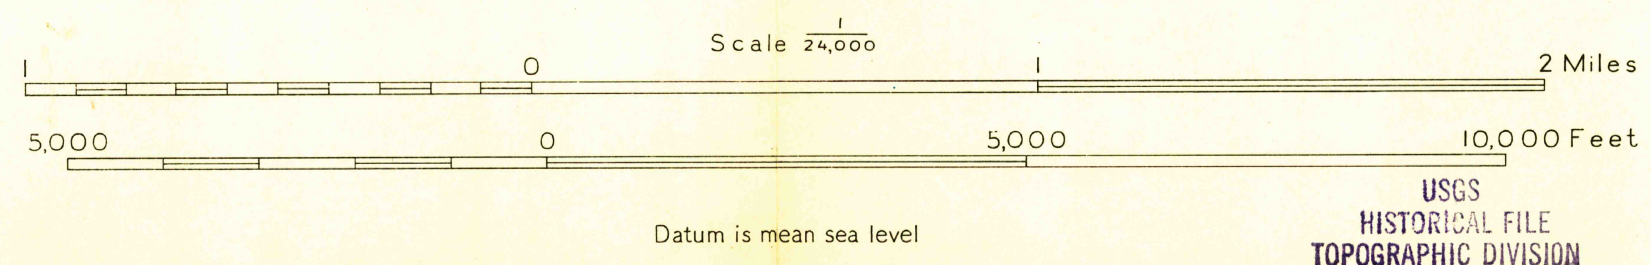 Scale 1/24,000
1 0 1 2 Miles
5,000 0 5,000 10,000 Feet
Datum is mean sea level
USGS
HISTORICAL FILE
TOPOGRAPHIC DIVISION